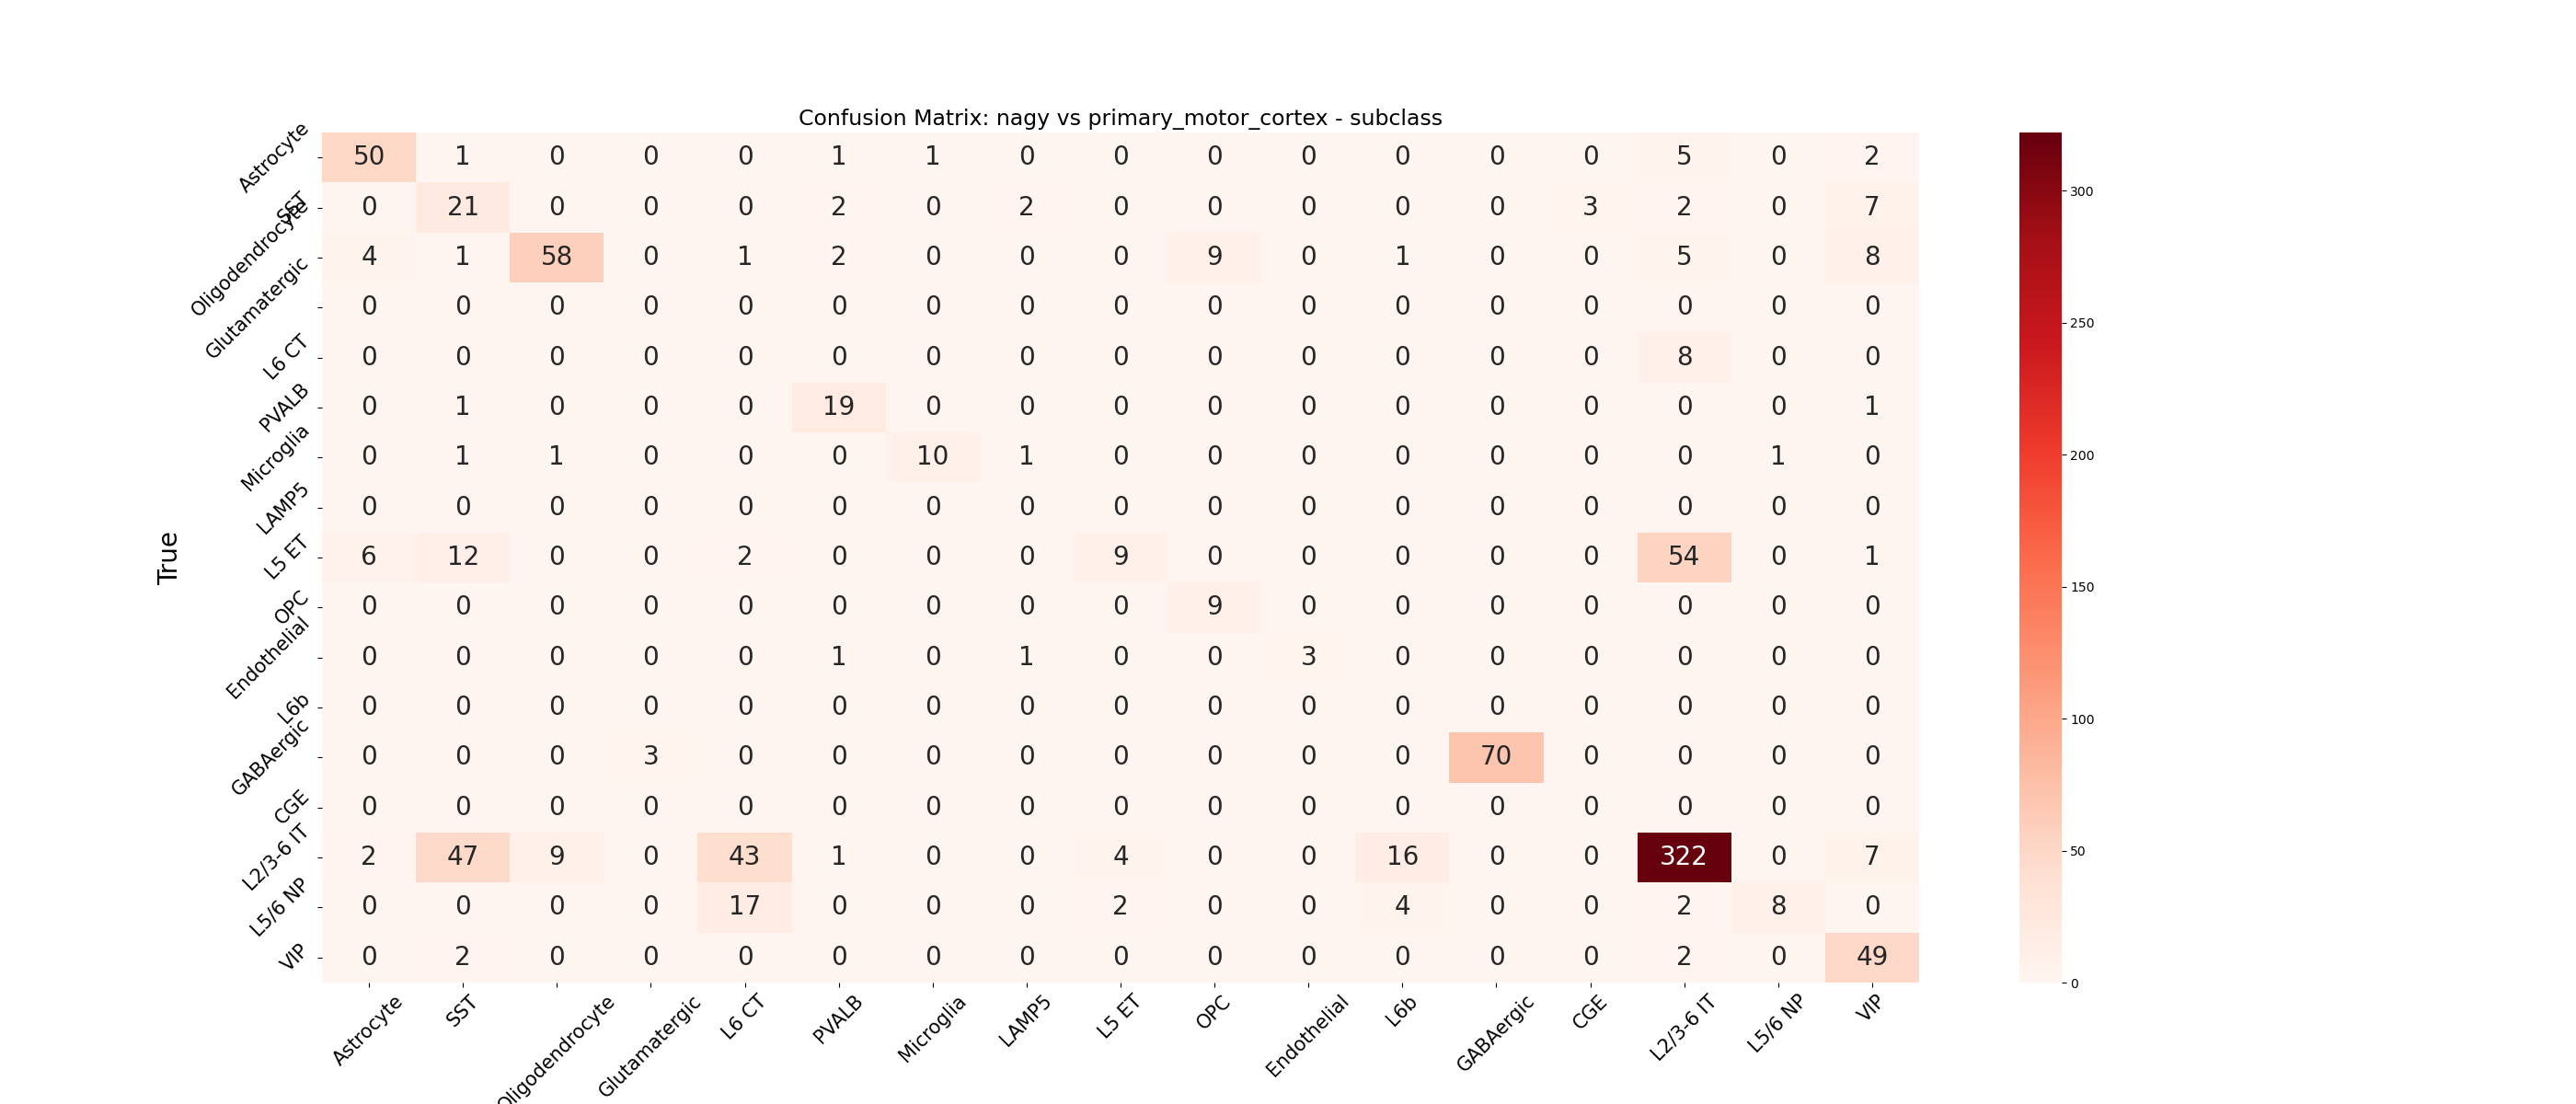 Confusion Matrix: nagy vs primary_motor_cortex - subclass
True
Astrocyte 50 1 0 0 0 1 1 0 0 0 0 0 0 0 5 0 2
SST 0 21 0 0 0 2 0 2 0 0 0 0 0 3 2 0 7
Oligodendrocyte 4 1 58 0 1 2 0 0 0 9 0 1 0 0 5 0 8
Glutamatergic 0 0 0 0 0 0 0 0 0 0 0 0 0 0 0 0 0
L6 CT 0 0 0 0 0 0 0 0 0 0 0 0 0 0 8 0 0
PVALB 0 1 0 0 0 19 0 0 0 0 0 0 0 0 0 0 1
Microglia 0 1 1 0 0 0 10 1 0 0 0 0 0 0 0 1 0
LAMP5 0 0 0 0 0 0 0 0 0 0 0 0 0 0 0 0 0
L5 ET 6 12 0 0 2 0 0 0 9 0 0 0 0 0 54 0 1
OPC 0 0 0 0 0 0 0 0 0 9 0 0 0 0 0 0 0
Endothelial 0 0 0 0 0 1 0 1 0 0 3 0 0 0 0 0 0
L6b 0 0 0 0 0 0 0 0 0 0 0 0 0 0 0 0 0
GABAergic 0 0 0 3 0 0 0 0 0 0 0 0 70 0 0 0 0
CGE 0 0 0 0 0 0 0 0 0 0 0 0 0 0 0 0 0
L2/3-6 IT 2 47 9 0 43 1 0 0 4 0 0 16 0 0 322 0 7
L5/6 NP 0 0 0 0 17 0 0 0 2 0 0 4 0 0 2 8 0
VIP 0 2 0 0 0 0 0 0 0 0 0 0 0 0 2 0 49
Astrocyte SST Oligodendrocyte Glutamatergic L6 CT PVALB Microglia LAMP5 L5 ET OPC Endothelial L6b GABAergic CGE L2/3-6 IT L5/6 NP VIP
300
250
200
150
100
50
0